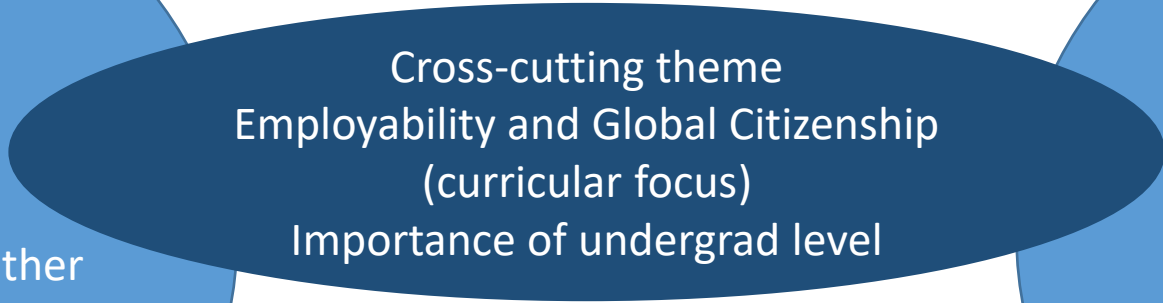 Cross-cutting theme
Employability and Global Citizenship
(curricular focus)
Importance of undergrad level
ther